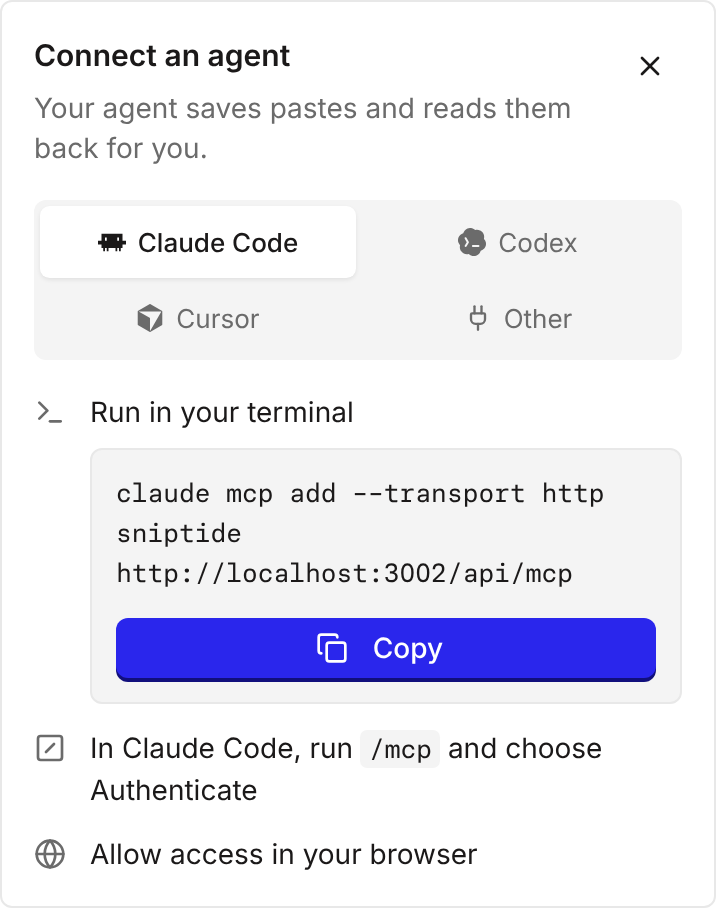 Connect an agent
Your agent saves pastes and reads them
back for you.
Claude Code
Codex
Cursor
Other
Run in your terminal
claude mcp add --transport http
sniptide
http://localhost:3002/api/mcp
Copy
In Claude Code, run /mcp and choose
Authenticate
Allow access in your browser